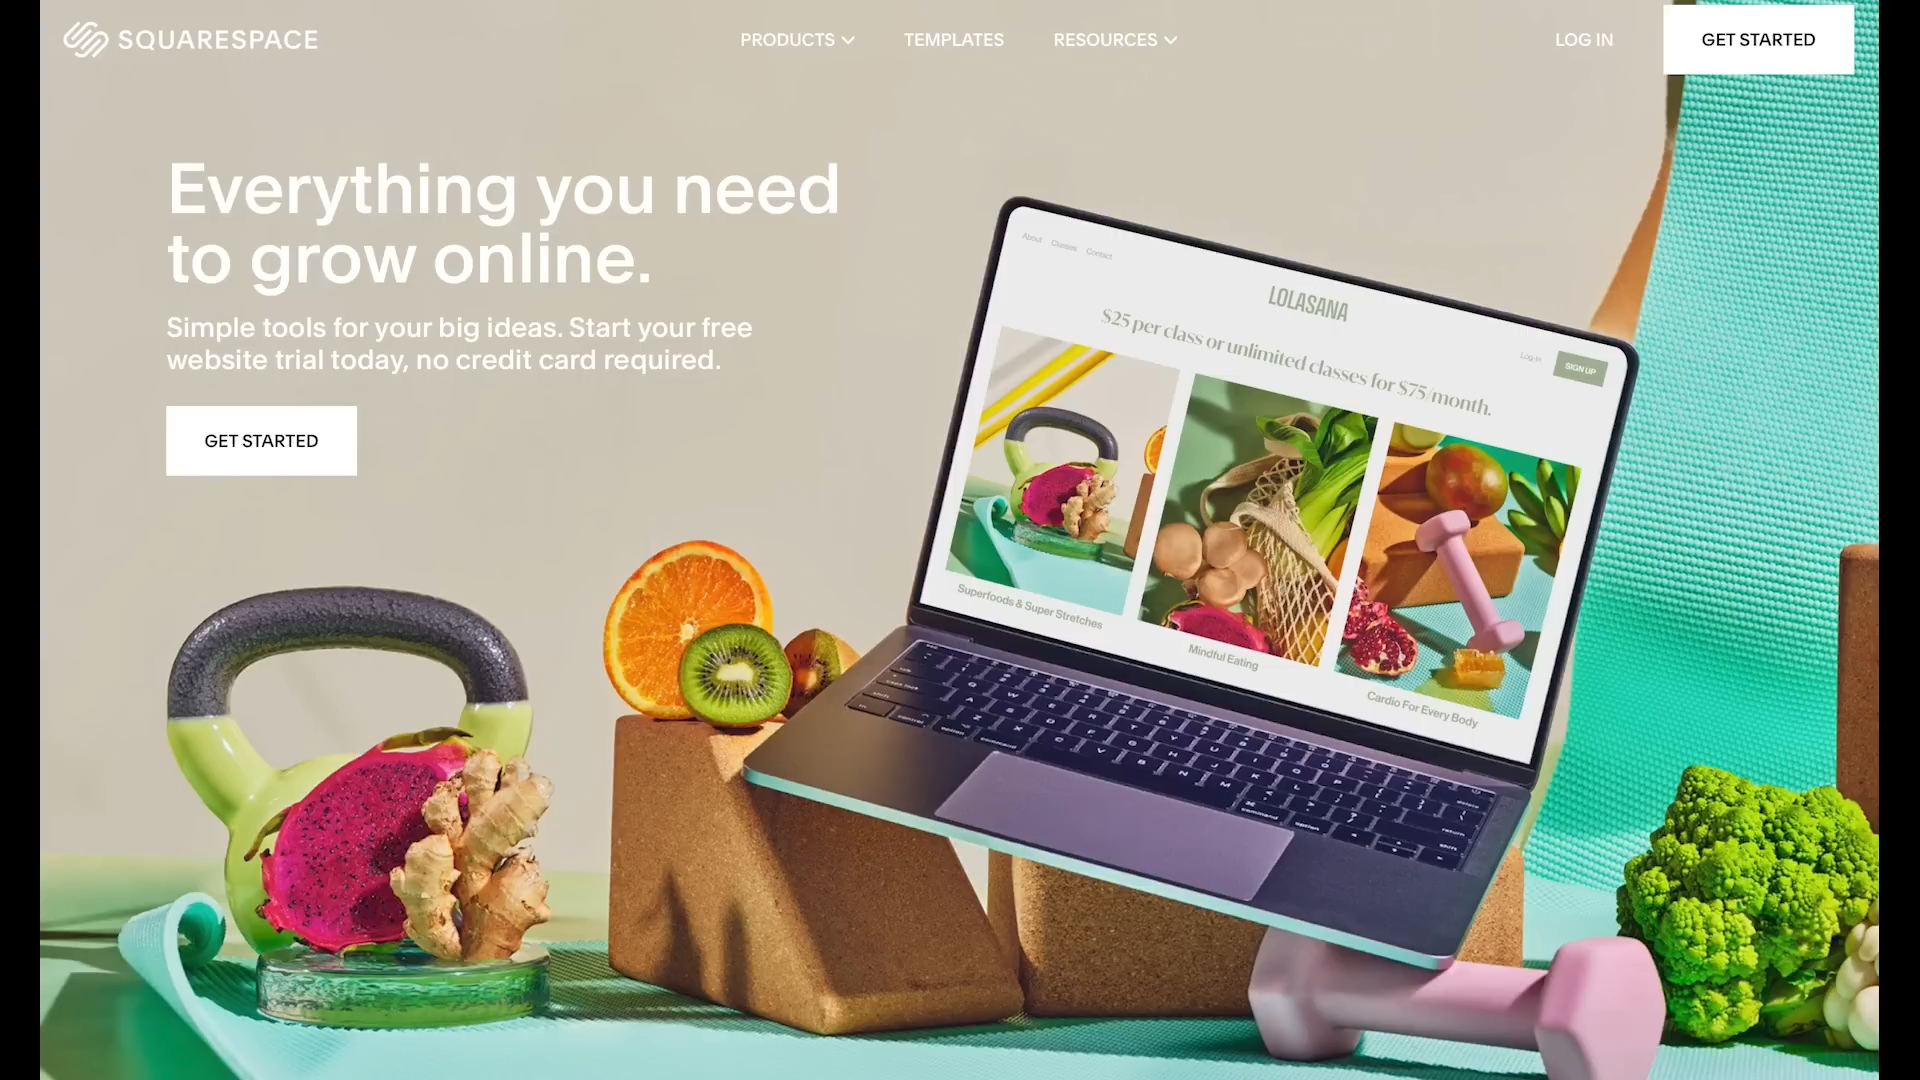 SQUARESPACE
PRODUCTS
TEMPLATES
RESOURCES
LOG IN
GET STARTED
Everything you need
to grow online.
Simple tools for your big ideas. Start your free
website trial today, no credit card required.
GET STARTED
About Classes Contact
LOLASANA
$25 per class or unlimited classes for $75/month.
Log In
SIGN UP
Superfoods & Super Stretches
Mindful Eating
Cardio For Every Body